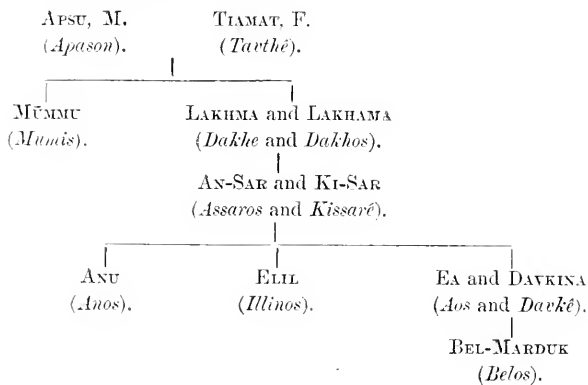 APSU, M. TIAMAT, F.
(Apason). (Tavthê).
MŪMMU LAKHMA and LAKHAMA
(Mumis). (Dakhe and Dakhos).
AN-SAR and KI-SAR
(Assaros and Kissarê).
ANU ELIL EA and DAVKINA
(Anos). (Illinos). (Aos and Davkê).
BEL-MARDUK
(Belos).